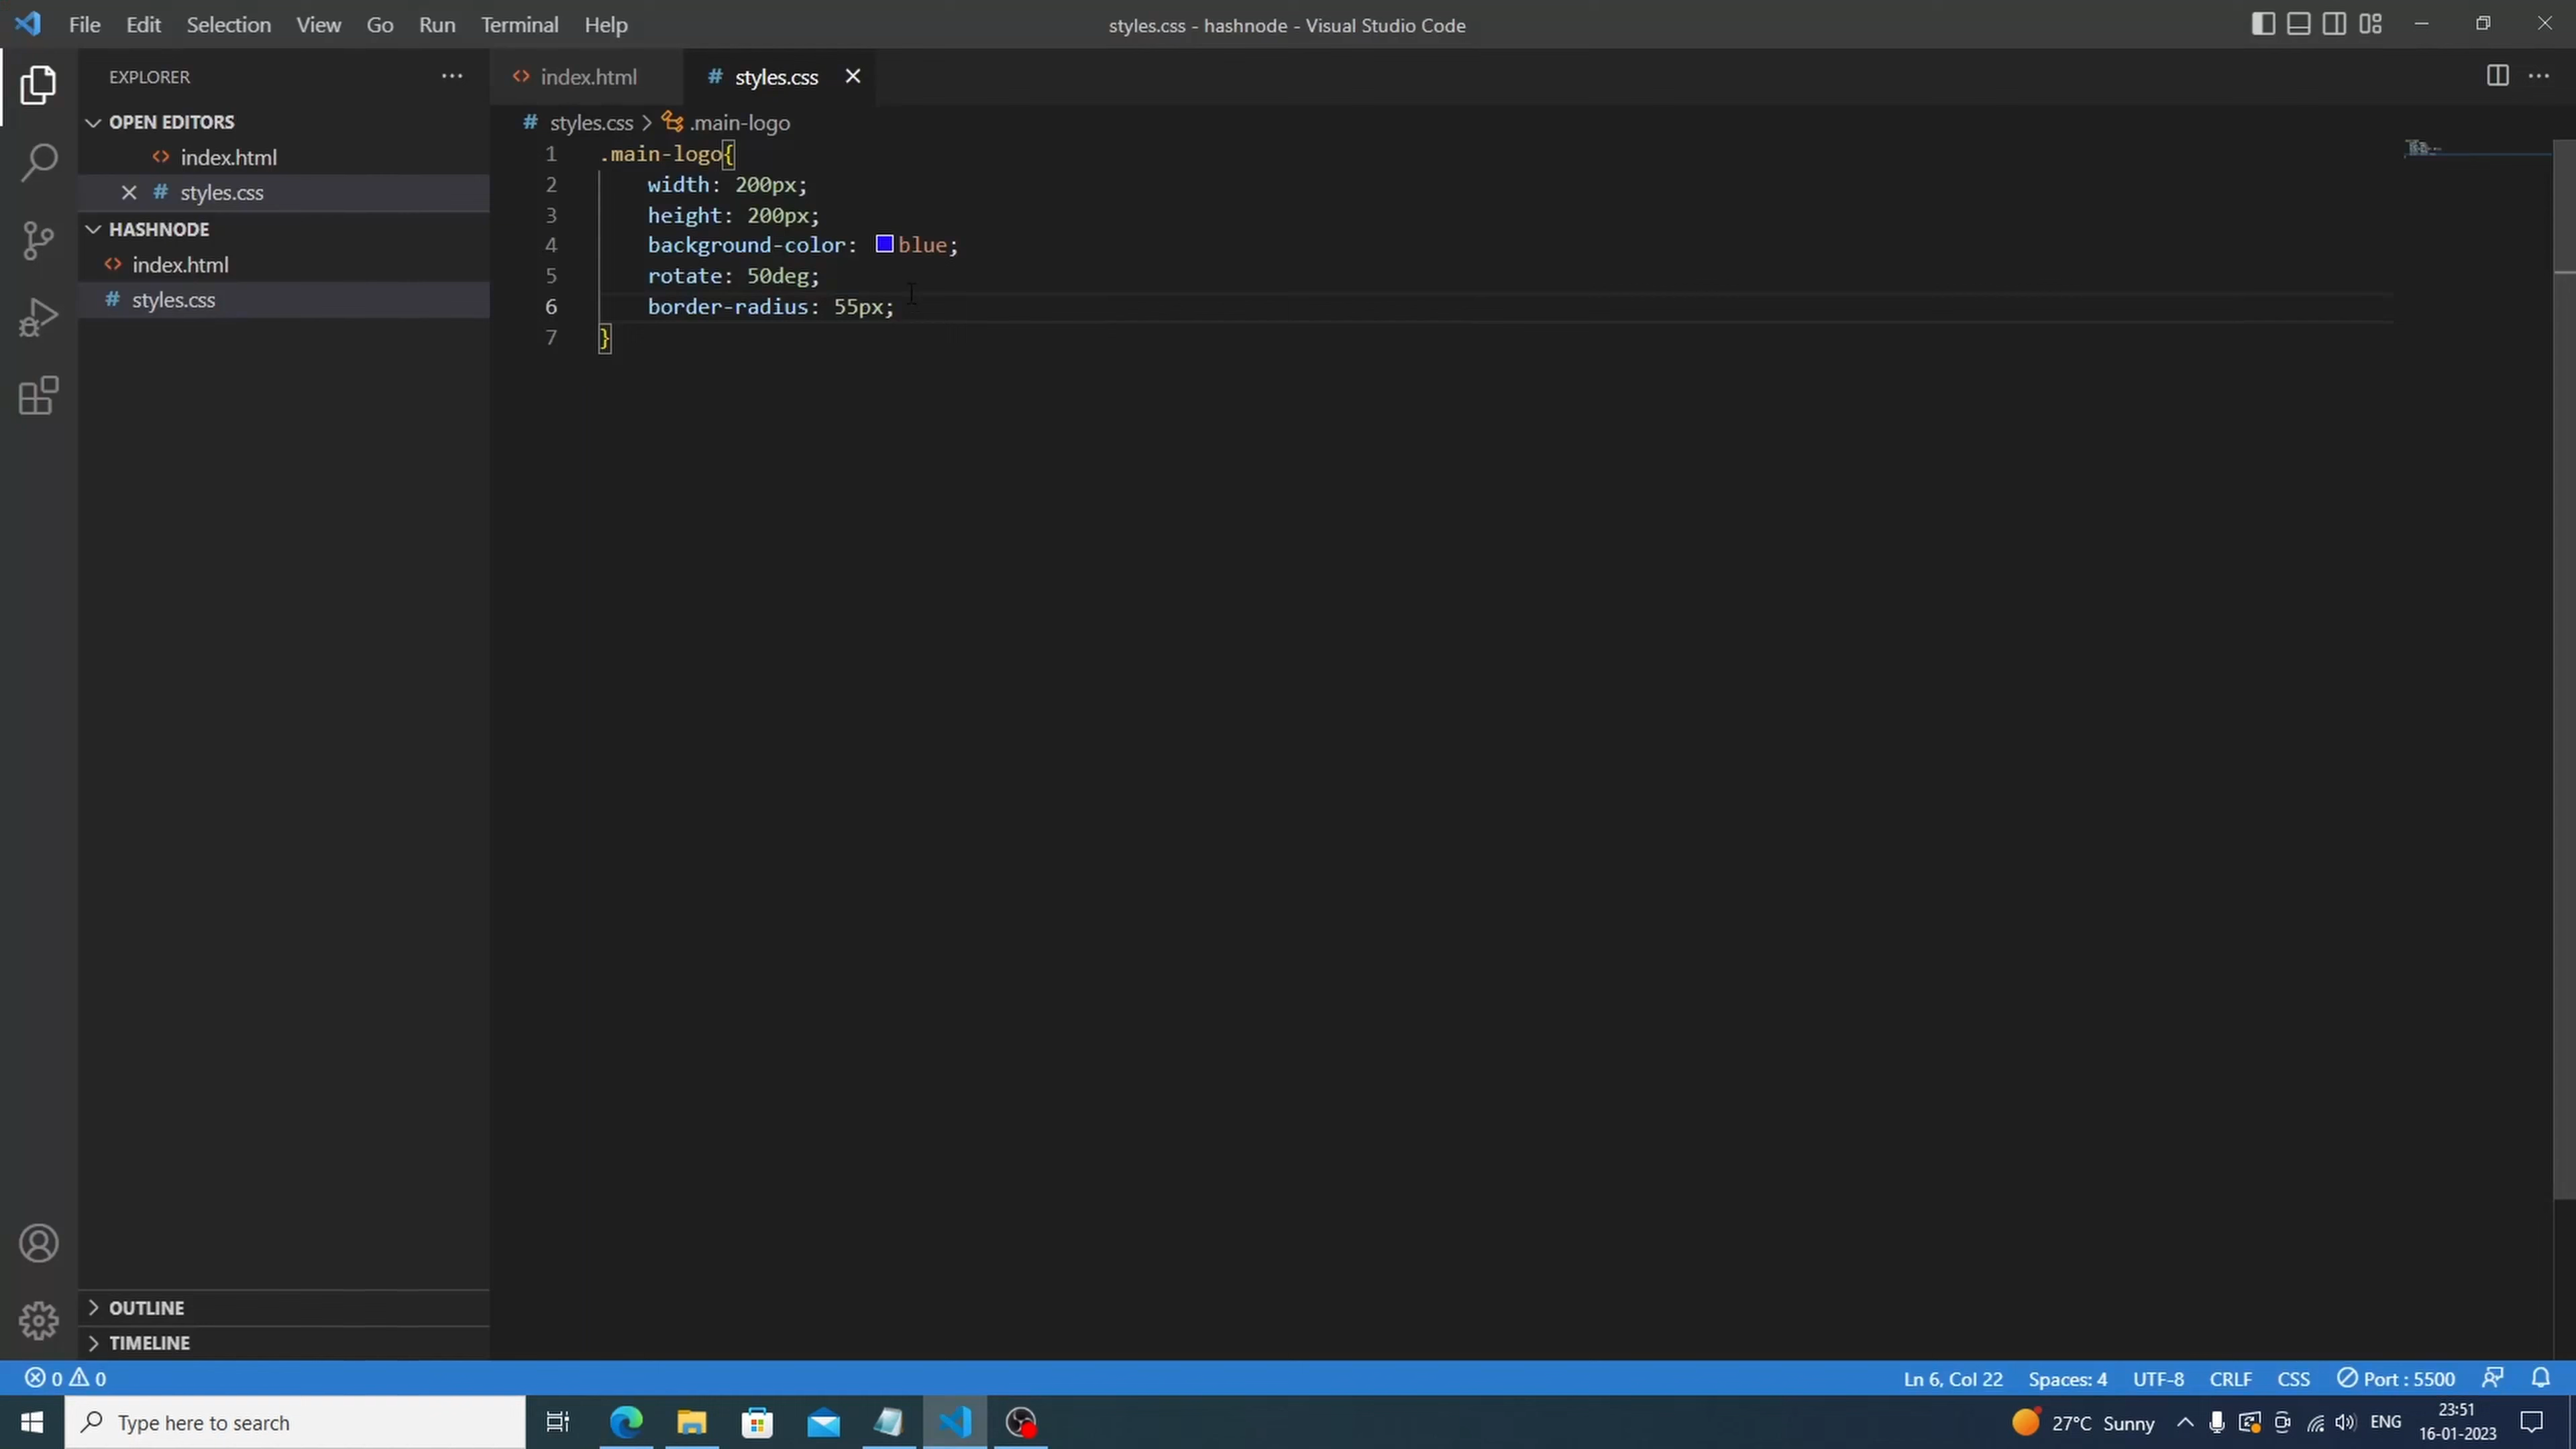 File Edit Selection View Go Run Terminal Help
styles.css - hashnode - Visual Studio Code
EXPLORER
OPEN EDITORS
index.html
styles.css
HASHNODE
index.html
styles.css
OUTLINE
TIMELINE
index.html
# styles.css
# styles.css > .main-logo
1 .main-logo{
2 width: 200px;
3 height: 200px;
4 background-color: blue;
5 rotate: 50deg;
6 border-radius: 55px;
7 }
0 0
Ln 6, Col 22 Spaces: 4 UTF-8 CRLF CSS Port : 5500
Type here to search
27°C Sunny ENG
23:51
16-01-2023